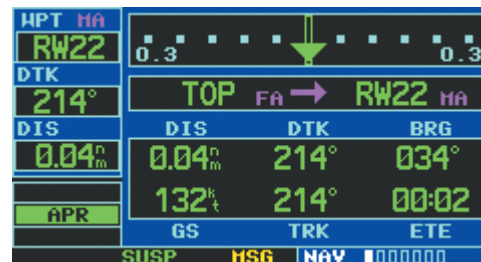 WPT MA
RW22
DTK
214°
DIS
0.04nm
APR
0.3 0.3
TOP FA → RW22 MA
DIS DTK BRG
0.04nm 214° 034°
132kt 214° 00:02
GS TRK ETE
SUSP MSG NAV